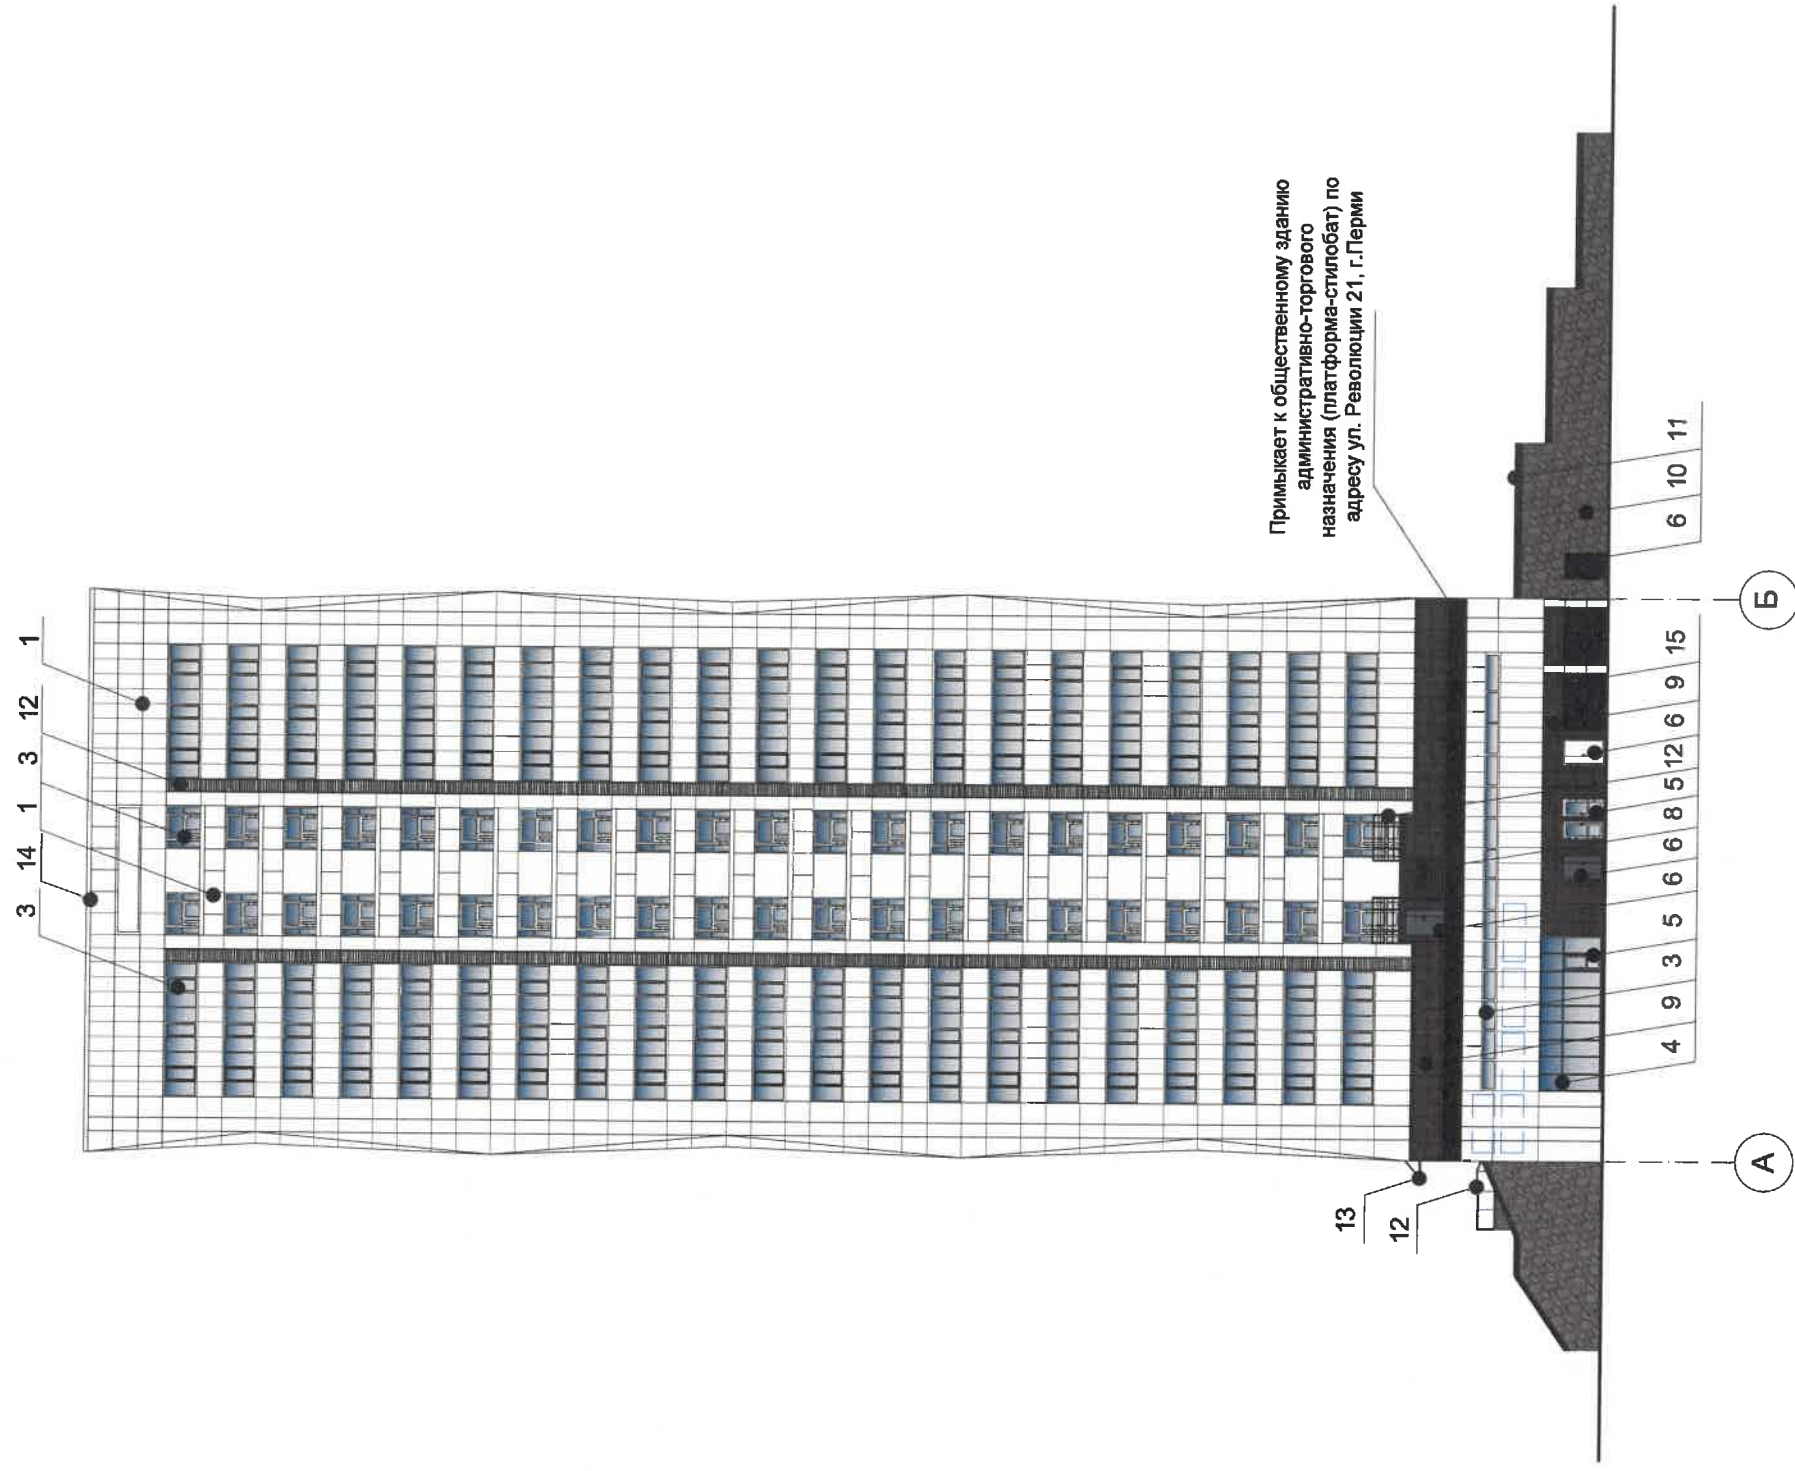 3 14 1 3 12 1
Примыкает к общественному зданию
административно-торгового
назначения (платформа-стилобат) по
адресу ул. Революции 21, г.Перми
13
12
4 9 3 5 6 6 8 5 12 6 9 15 6 10 11
А Б